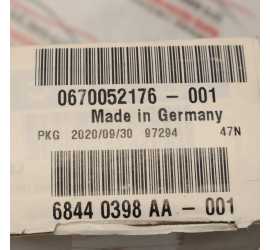 0670052176 – 001
Made in Germany
PKG 2020/09/30 97294 47N
6844 0398 AA – 001